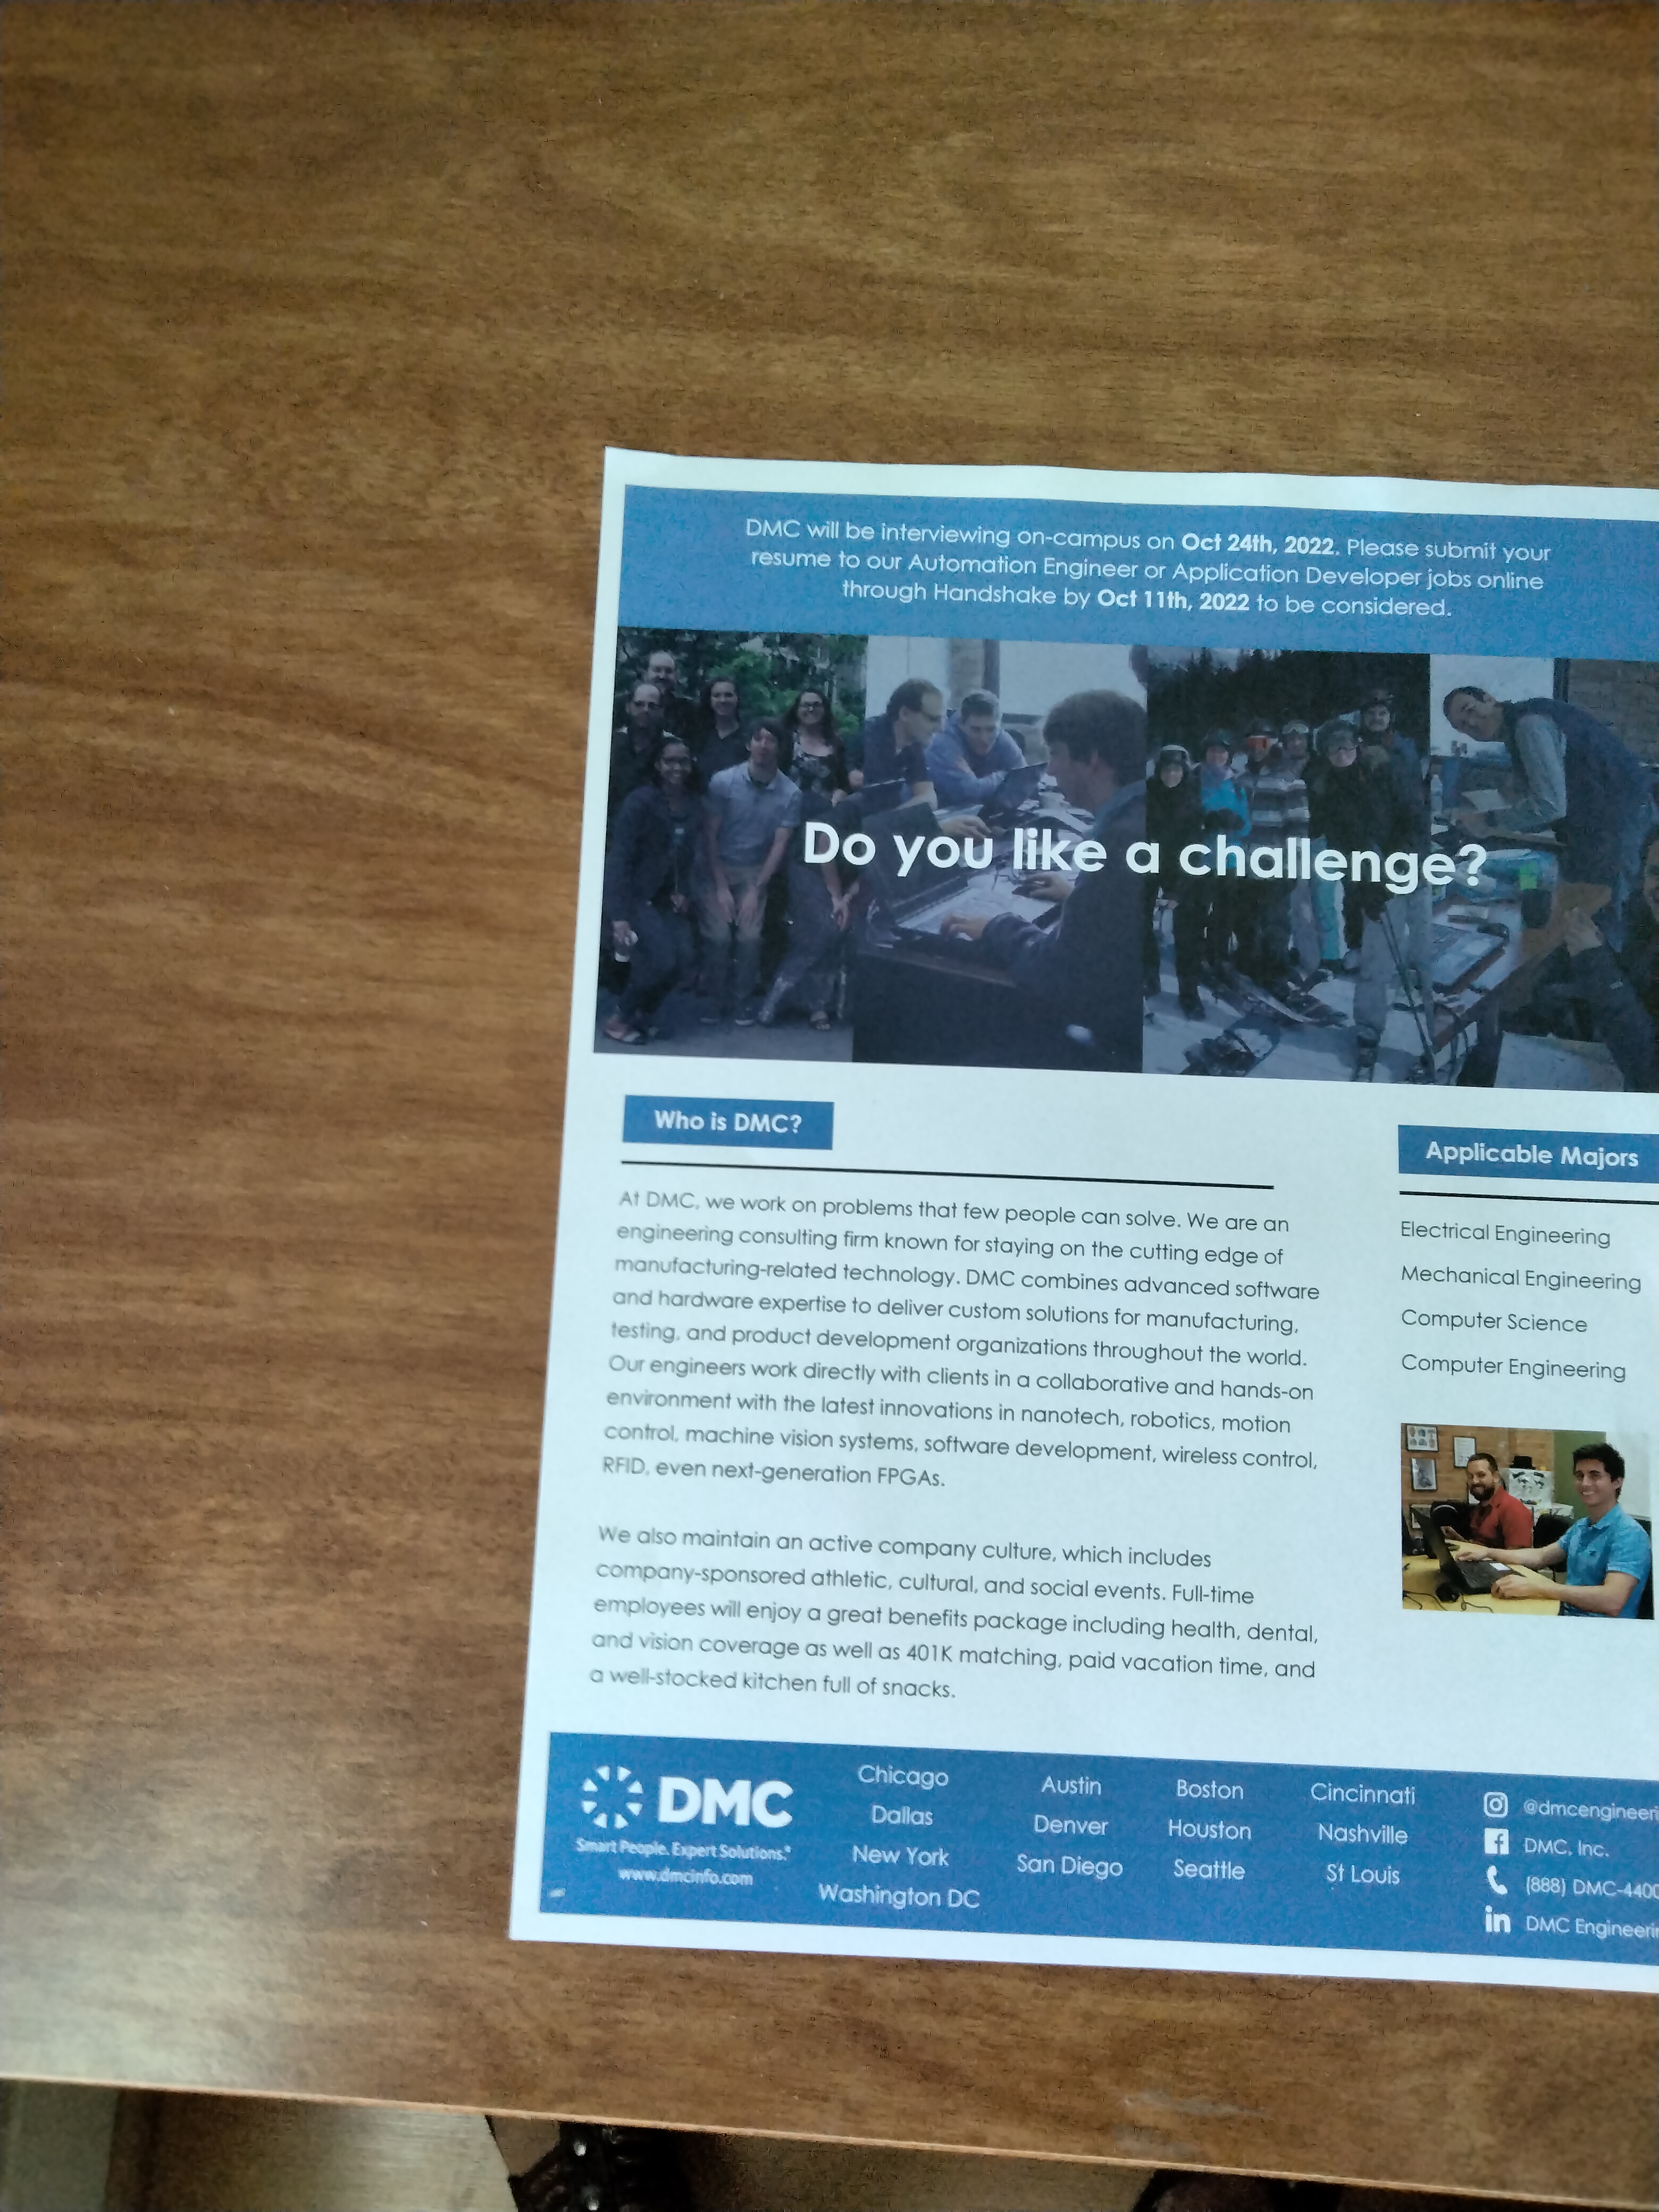 DMC will be interviewing on-campus on Oct 24th, 2022. Please submit your
resume to our Automation Engineer or Application Developer jobs online
through Handshake by Oct 11th, 2022 to be considered.
Do you like a challenge?
Who is DMC?
At DMC, we work on problems that few people can solve. We are an
engineering consulting firm known for staying on the cutting edge of
manufacturing-related technology. DMC combines advanced software
and hardware expertise to deliver custom solutions for manufacturing,
testing, and product development organizations throughout the world.
Our engineers work directly with clients in a collaborative and hands-on
environment with the latest innovations in nanotech, robotics, motion
control, machine vision systems, software development, wireless control,
RFID, even next-generation FPGAs.
We also maintain an active company culture, which includes
company-sponsored athletic, cultural, and social events. Full-time
employees will enjoy a great benefits package including health, dental,
and vision coverage as well as 401K matching, paid vacation time, and
a well-stocked kitchen full of snacks.
Applicable Majors
Electrical Engineering
Mechanical Engineering
Computer Science
Computer Engineering
DMC
Smart People. Expert Solutions.®
www.dmcinfo.com
Chicago
Dallas
New York
Washington DC
Austin
Denver
San Diego
Boston
Houston
Seattle
Cincinnati
Nashville
St Louis
@dmcengineeri
DMC, Inc.
(888) DMC-4400
DMC Engineerin